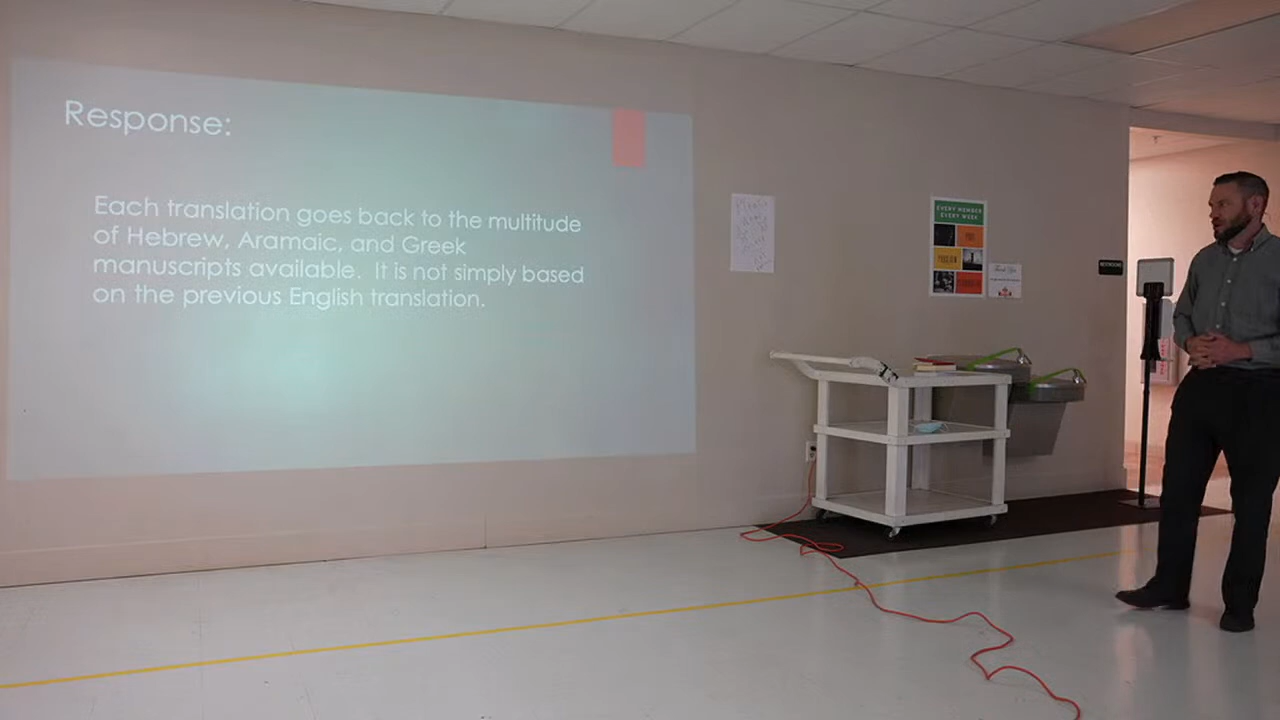 Response:
Each translation goes back to the multitude
of Hebrew, Aramaic, and Greek
manuscripts available. It is not simply based
on the previous English translation.
EVERY MEMBER
EVERY WEEK
RESTROOMS